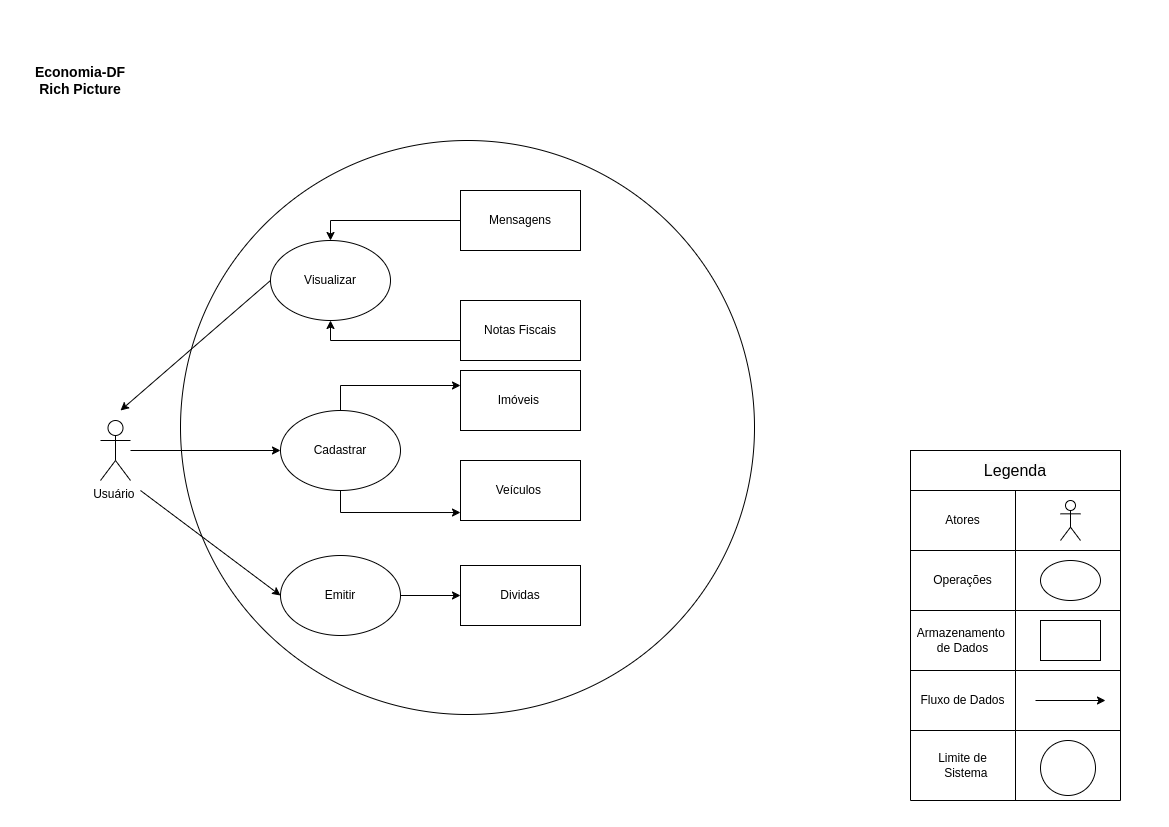 Economia-DF
Rich Picture
Mensagens
Visualizar
Notas Fiscais
Imóveis
Cadastrar
Veículos
Usuário
Emitir
Dividas
Legenda
Atores
Operações
Armazenamento
de Dados
Fluxo de Dados
Limite de
Sistema